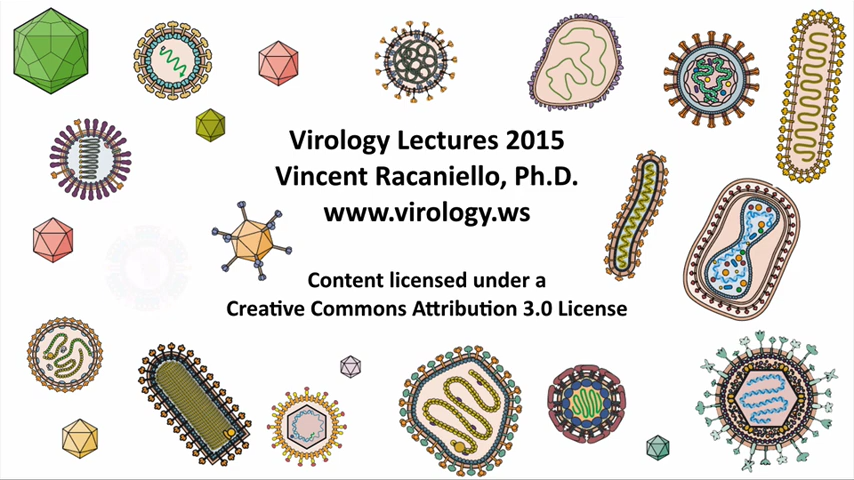 Virology Lectures 2015
Vincent Racaniello, Ph.D.
www.virology.ws
Content licensed under a
Creative Commons Attribution 3.0 License